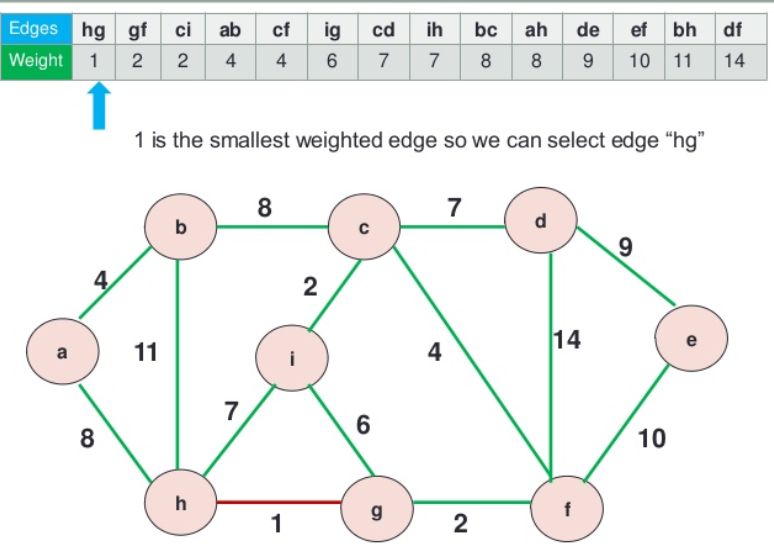 Edges hg gf ci ab cf ig cd ih bc ah de ef bh df
Weight 1 2 2 4 4 6 7 7 8 8 9 10 11 14
1 is the smallest weighted edge so we can select edge “hg”
b 8 c 7 d
9
4
2
a 11 i 4 14 e
7 6
8 10
h g f
1 2